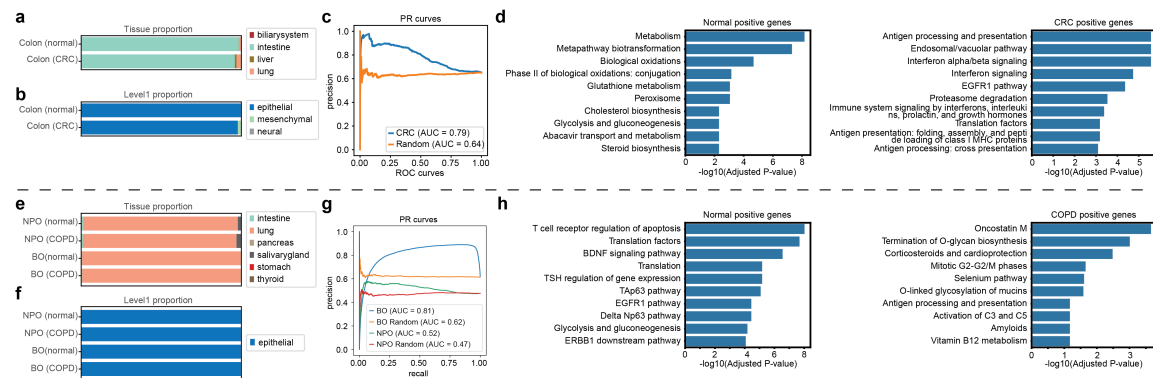 a
Tissue proportion
Colon (normal)
Colon (CRC)
biliarysystem
intestine
liver
lung
b
Level1 proportion
Colon (normal)
Colon (CRC)
epithelial
mesenchymal
neural
c
PR curves
precision
1.0
0.8
0.6
0.4
0.2
0.0
CRC (AUC = 0.79)
Random (AUC = 0.64)
0.00
0.25
0.50
0.75
1.00
ROC curves
d
Normal positive genes
Metabolism
Metapathway biotransformation
Biological oxidations
Phase II of biological oxidations: conjugation
Glutathione metabolism
Peroxisome
Cholesterol biosynthesis
Glycolysis and gluconeogenesis
Abacavir transport and metabolism
Steroid biosynthesis
0
2
4
6
8
-log10(Adjusted P-value)
CRC positive genes
Antigen processing and presentation
Endosomal/vacuolar pathway
Interferon alpha/beta signaling
Interferon signaling
EGFR1 pathway
Proteasome degradation
Immune system signaling by interferons, interleuki
ns, prolactin, and growth hormones
Translation factors
Antigen presentation: folding, assembly, and pepti
de loading of class I MHC proteins
Antigen processing: cross presentation
0
1
2
3
4
5
-log10(Adjusted P-value)
e
Tissue proportion
NPO (normal)
NPO (COPD)
BO(normal)
BO (COPD)
intestine
lung
pancreas
salivarygland
stomach
thyroid
f
Level1 proportion
NPO (normal)
NPO (COPD)
BO(normal)
BO (COPD)
epithelial
g
PR curves
precision
1.0
0.8
0.6
0.4
0.2
0.0
BO (AUC = 0.81)
BO Random (AUC = 0.62)
NPO (AUC = 0.52)
NPO Random (AUC = 0.47)
0.00
0.25
0.50
0.75
1.00
recall
h
Normal positive genes
T cell receptor regulation of apoptosis
Translation factors
BDNF signaling pathway
Translation
TSH regulation of gene expression
TAp63 pathway
EGFR1 pathway
Delta Np63 pathway
Glycolysis and gluconeogenesis
ERBB1 downstream pathway
0
2
4
6
8
-log10(Adjusted P-value)
COPD positive genes
Oncostatin M
Termination of O-glycan biosynthesis
Corticosteroids and cardioprotection
Mitotic G2-G2/M phases
Selenium pathway
O-linked glycosylation of mucins
Antigen processing and presentation
Activation of C3 and C5
Amyloids
Vitamin B12 metabolism
0
1
2
3
-log10(Adjusted P-value)